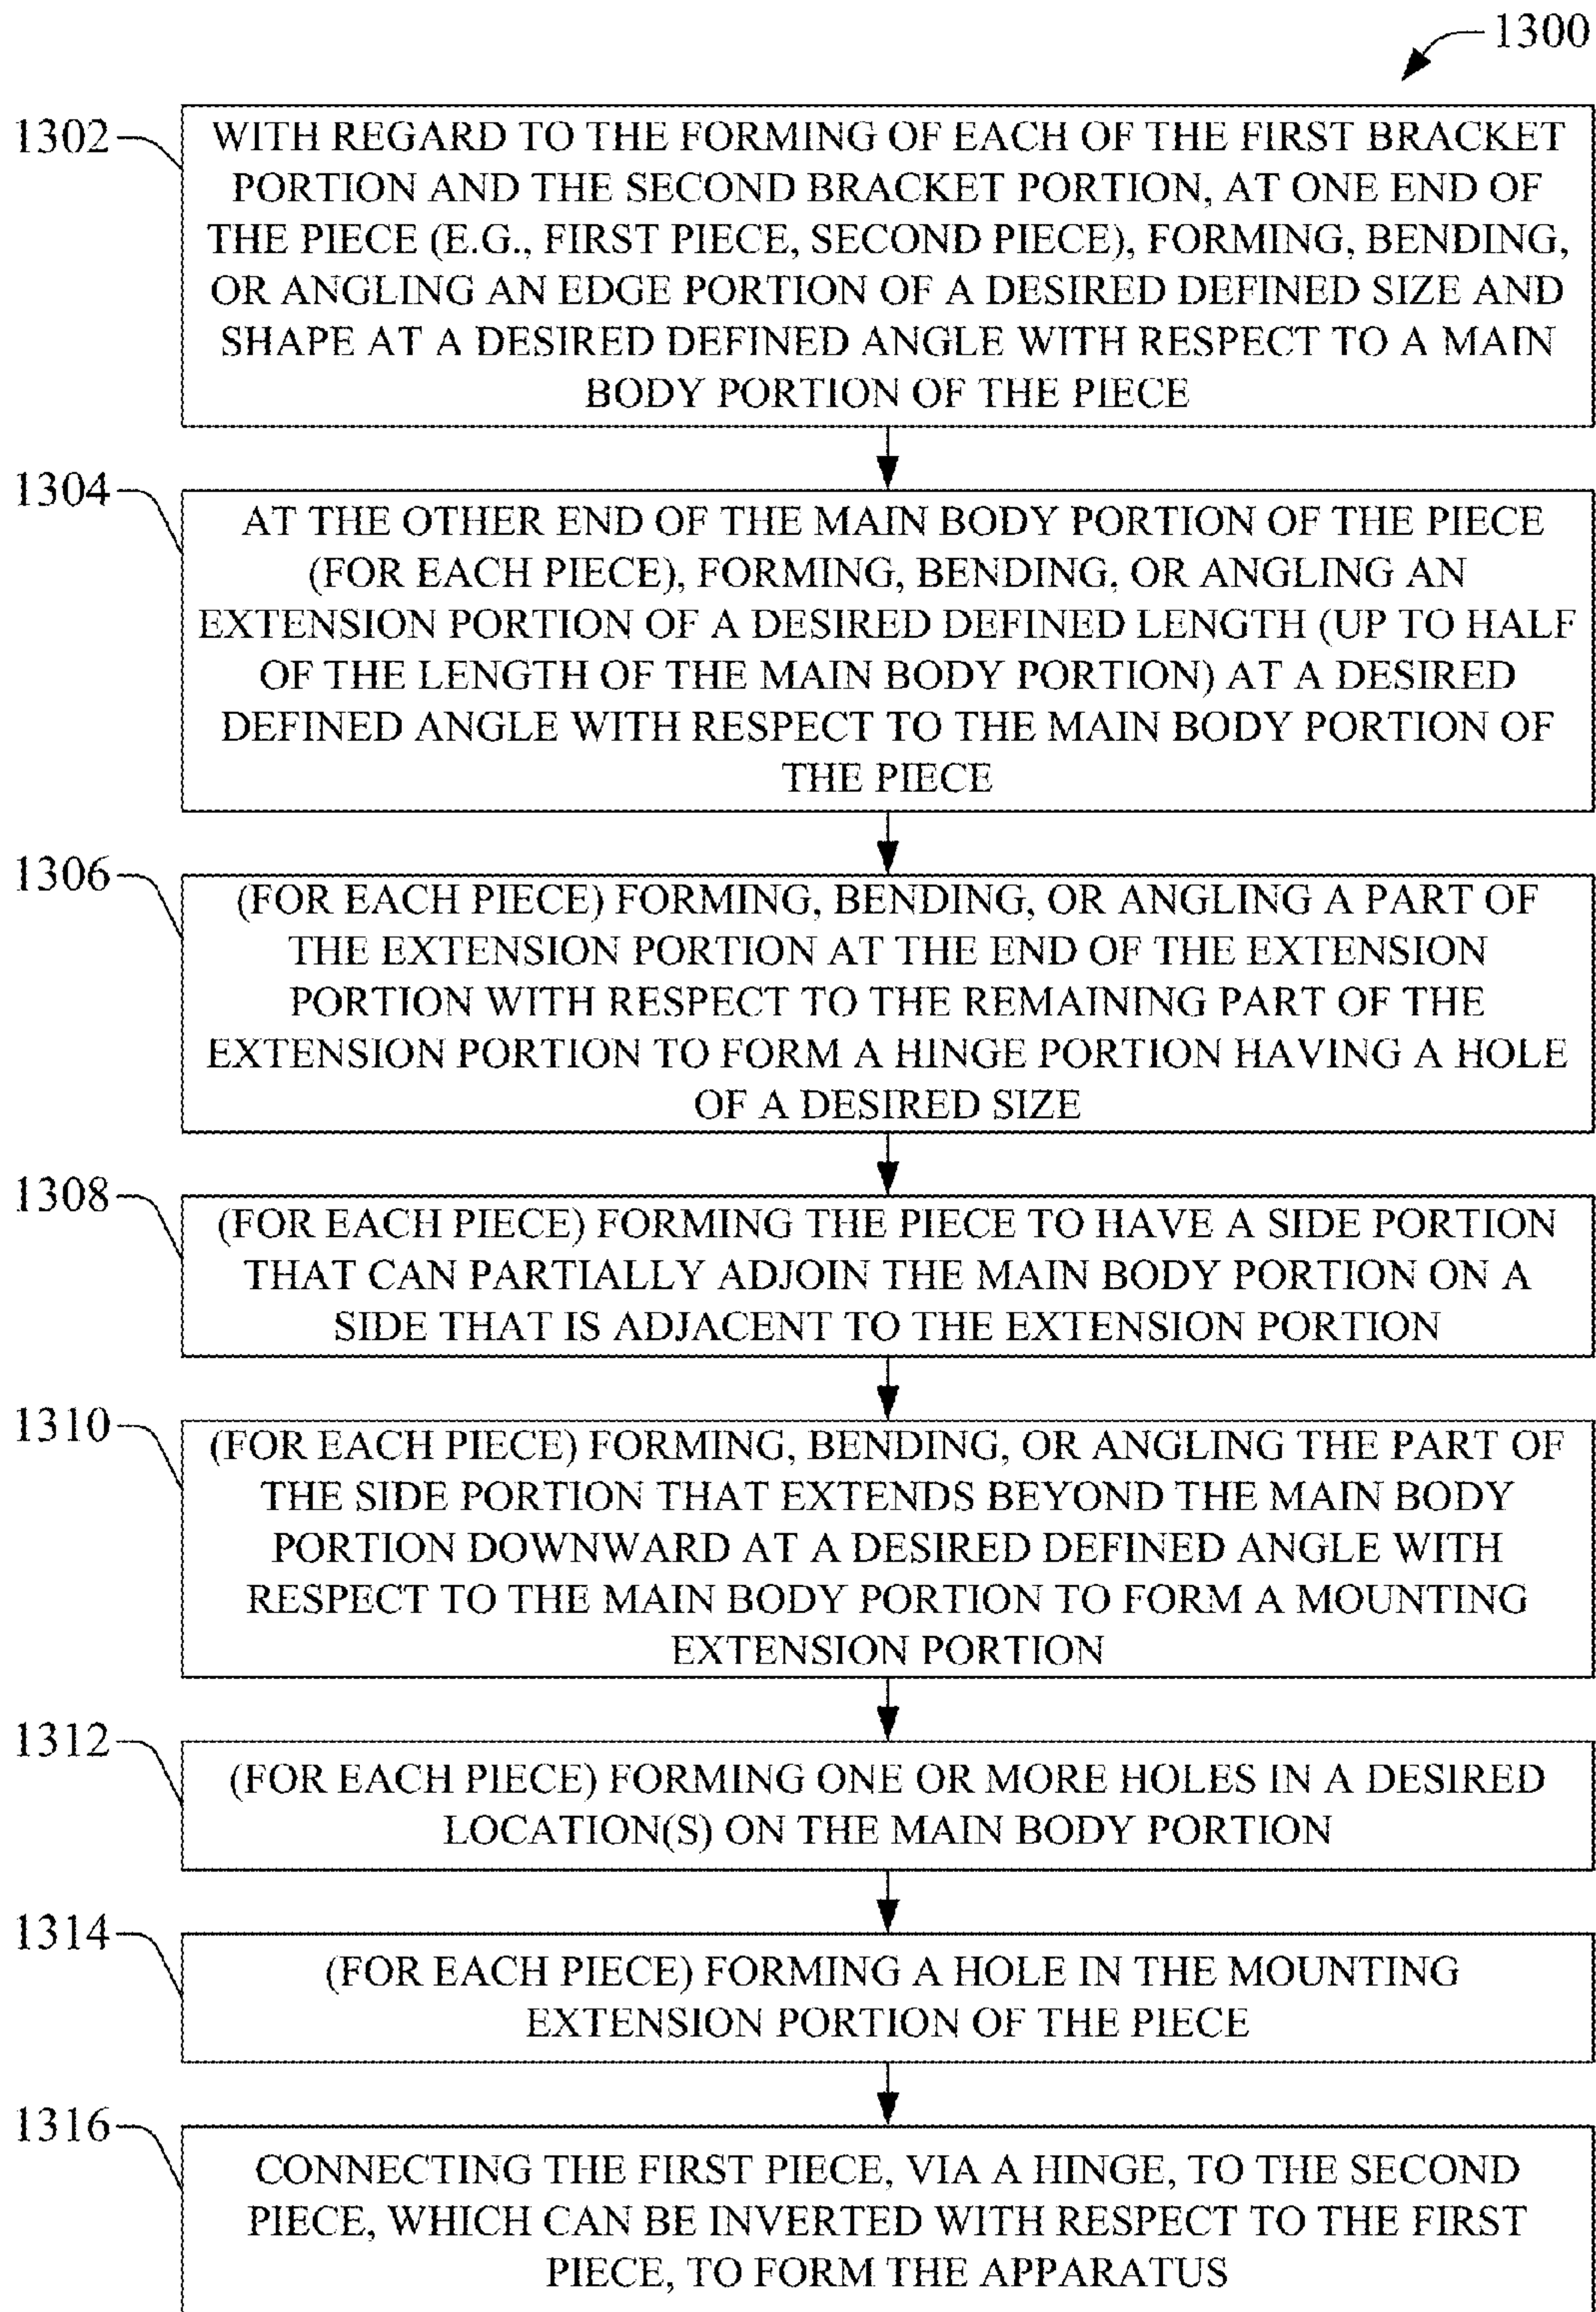 1300
1302
WITH REGARD TO THE FORMING OF EACH OF THE FIRST BRACKET
PORTION AND THE SECOND BRACKET PORTION, AT ONE END OF
THE PIECE (E.G., FIRST PIECE, SECOND PIECE), FORMING, BENDING,
OR ANGLING AN EDGE PORTION OF A DESIRED DEFINED SIZE AND
SHAPE AT A DESIRED DEFINED ANGLE WITH RESPECT TO A MAIN
BODY PORTION OF THE PIECE
1304
AT THE OTHER END OF THE MAIN BODY PORTION OF THE PIECE
(FOR EACH PIECE), FORMING, BENDING, OR ANGLING AN
EXTENSION PORTION OF A DESIRED DEFINED LENGTH (UP TO HALF
OF THE LENGTH OF THE MAIN BODY PORTION) AT A DESIRED
DEFINED ANGLE WITH RESPECT TO THE MAIN BODY PORTION OF
THE PIECE
1306
(FOR EACH PIECE) FORMING, BENDING, OR ANGLING A PART OF
THE EXTENSION PORTION AT THE END OF THE EXTENSION
PORTION WITH RESPECT TO THE REMAINING PART OF THE
EXTENSION PORTION TO FORM A HINGE PORTION HAVING A HOLE
OF A DESIRED SIZE
1308
(FOR EACH PIECE) FORMING THE PIECE TO HAVE A SIDE PORTION
THAT CAN PARTIALLY ADJOIN THE MAIN BODY PORTION ON A
SIDE THAT IS ADJACENT TO THE EXTENSION PORTION
1310
(FOR EACH PIECE) FORMING, BENDING, OR ANGLING THE PART OF
THE SIDE PORTION THAT EXTENDS BEYOND THE MAIN BODY
PORTION DOWNWARD AT A DESIRED DEFINED ANGLE WITH
RESPECT TO THE MAIN BODY PORTION TO FORM A MOUNTING
EXTENSION PORTION
1312
(FOR EACH PIECE) FORMING ONE OR MORE HOLES IN A DESIRED
LOCATION(S) ON THE MAIN BODY PORTION
1314
(FOR EACH PIECE) FORMING A HOLE IN THE MOUNTING
EXTENSION PORTION OF THE PIECE
1316
CONNECTING THE FIRST PIECE, VIA A HINGE, TO THE SECOND
PIECE, WHICH CAN BE INVERTED WITH RESPECT TO THE FIRST
PIECE, TO FORM THE APPARATUS